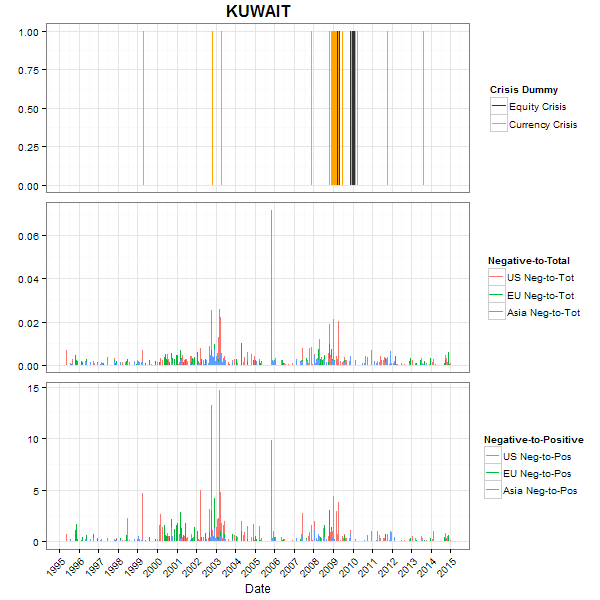 KUWAIT
1.00
0.75
0.50
0.25
0.00
Crisis Dummy
Equity Crisis
Currency Crisis
0.06
0.04
0.02
0.00
Negative-to-Total
US Neg-to-Tot
EU Neg-to-Tot
Asia Neg-to-Tot
15
10
5
0
Negative-to-Positive
US Neg-to-Pos
EU Neg-to-Pos
Asia Neg-to-Pos
1995 1996 1997 1998 1999 2000 2001 2002 2003 2004 2005 2006 2007 2008 2009 2010 2011 2012 2013 2014 2015
Date